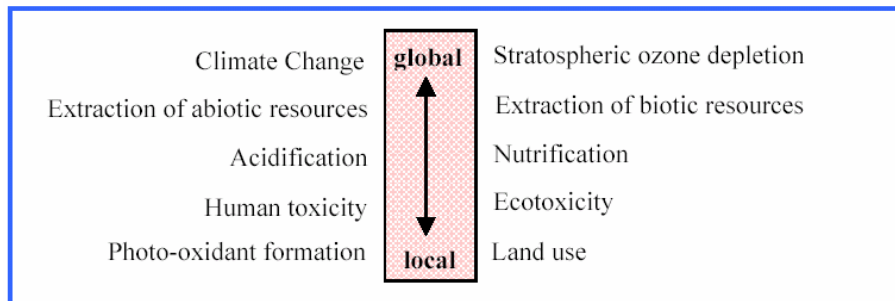 Climate Change global Stratospheric ozone depletion
Extraction of abiotic resources Extraction of biotic resources
Acidification Nutrification
Human toxicity Ecotoxicity
Photo-oxidant formation local Land use